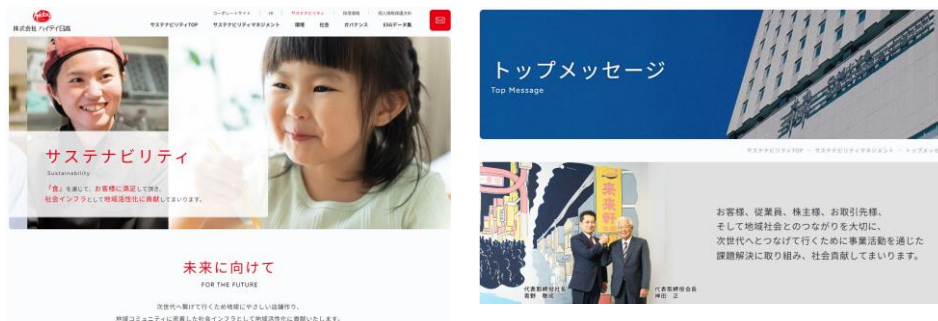 株式会社 ハイデイ日高
コーポレートサイト
IR
サステナビリティ
採用情報
個人情報保護方針
サステナビリティTOP
サステナビリティマネジメント
環境
社会
ガバナンス
ESGデータ集
サステナビリティ
Sustainability
「食」を通じて、お客様に満足して頂き、
社会インフラとして地域活性化に貢献してまいります。
未来に向けて
FOR THE FUTURE
次世代へ繋げて行くため地球にやさしい店舗作り、
地域コミュニティに密着した社会インフラとして地域活性化に貢献いたします。
トップメッセージ
Top Message
サステナビリティTOP - サステナビリティマネジメント - トップメッセ
来来軒
代表取締役社長
青野 敬成
代表取締役会長
神田 正
お客様、従業員、株主様、お取引先様、
そして地域社会とのつながりを大切に、
次世代へとつなげて行くために事業活動を通じた
課題解決に取り組み、社会貢献してまいります。